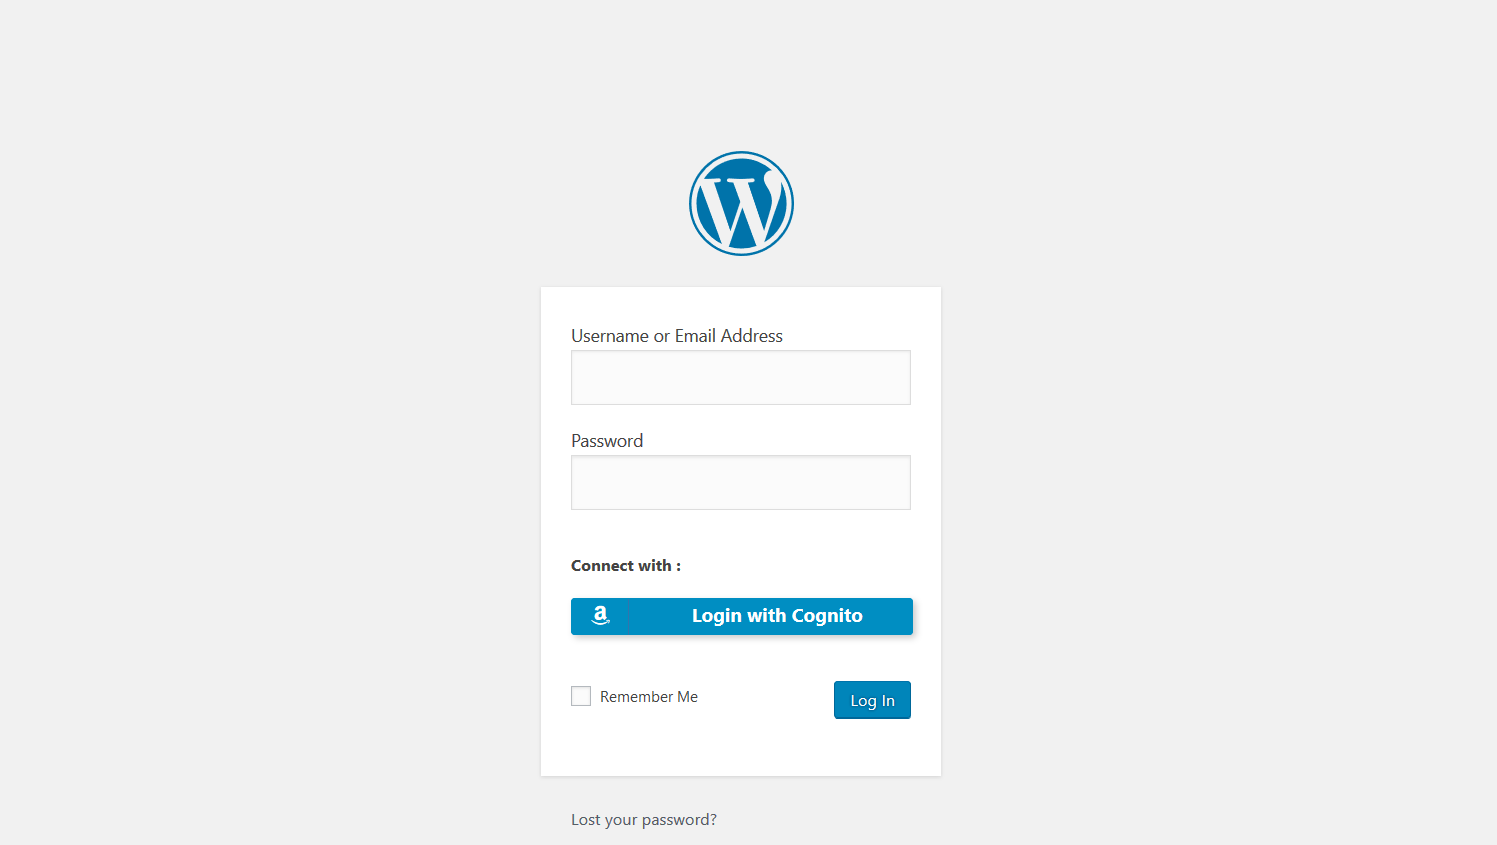 Username or Email Address
Password
Connect with :
Login with Cognito
Remember Me
Log In
Lost your password?